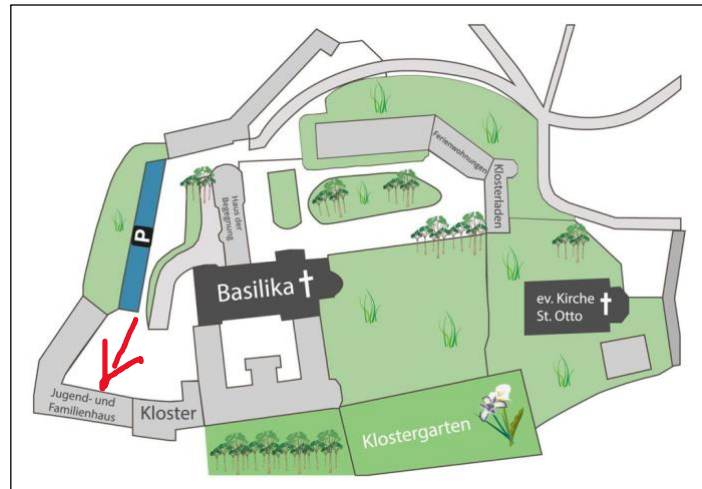 Ferienwohnungen
Klosterladen
Haus der
Begegnung
P
Basilika
ev. Kirche
St. Otto
Jugend- und
Familienhaus
Kloster
Klostergarten